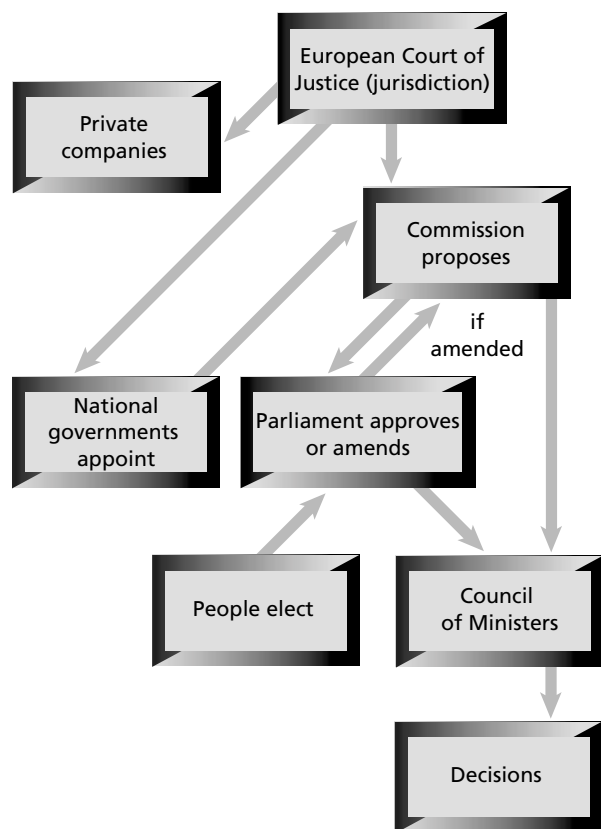 European Court of
Justice (jurisdiction)
Private
companies
Commission
proposes
if
amended
National
governments
appoint
Parliament approves
or amends
People elect
Council
of Ministers
Decisions